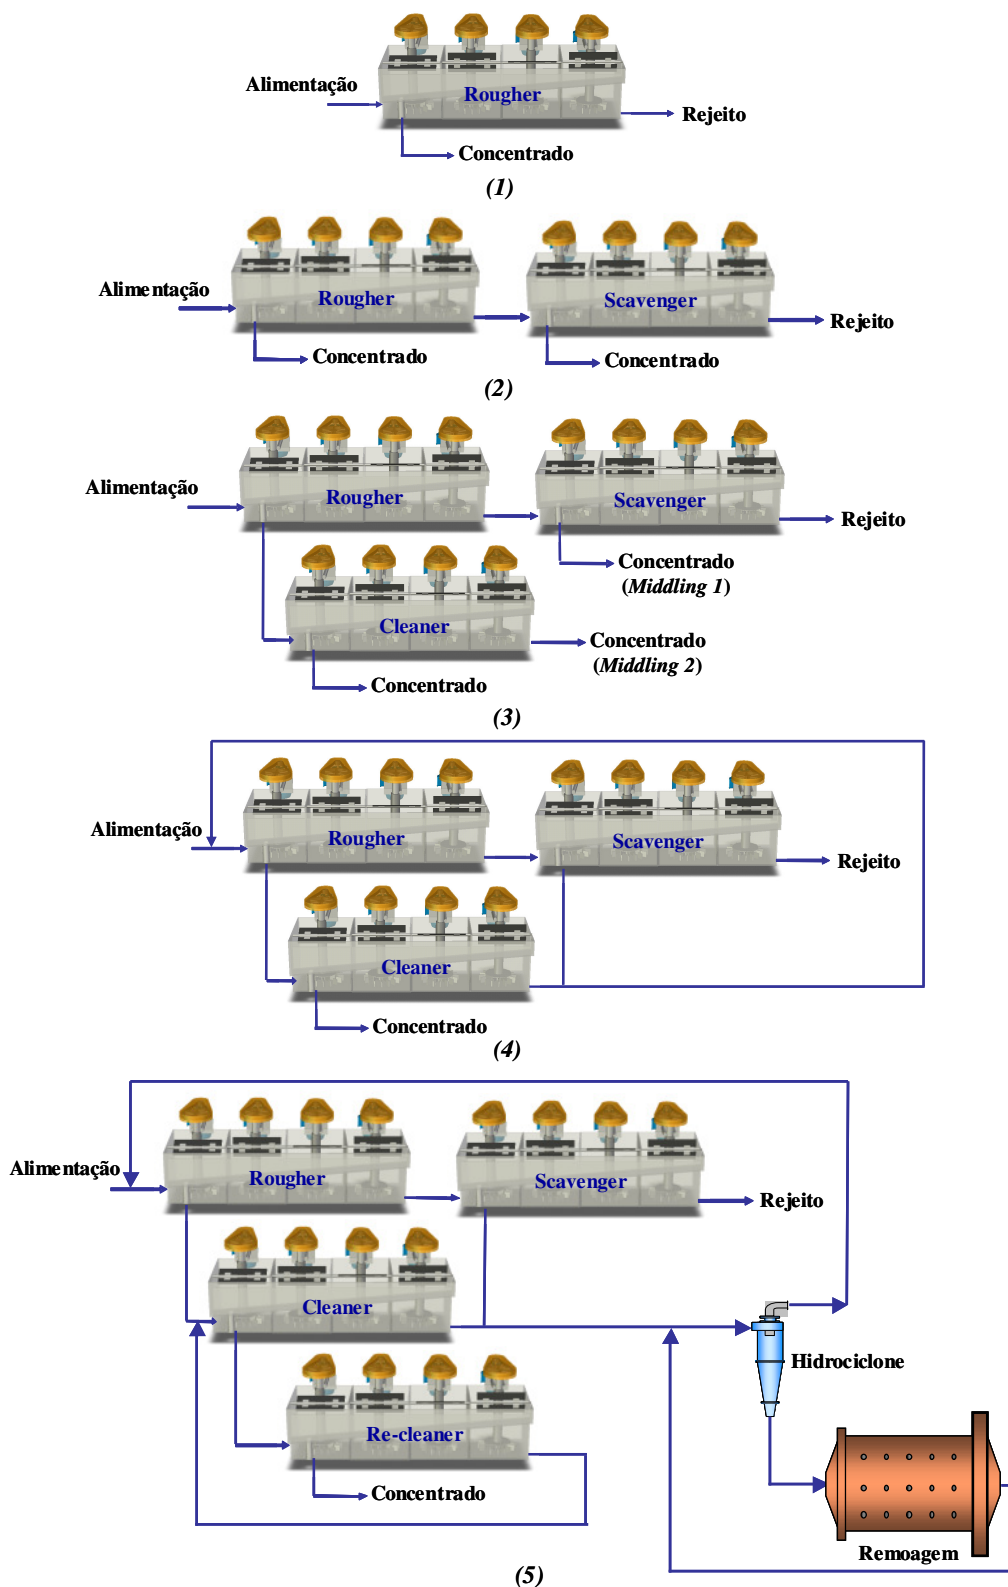 Alimentação
Rougher
Rejeito
Concentrado
(1)
Alimentação
Rougher
Scavenger
Rejeito
Concentrado
Concentrado
(2)
Alimentação
Rougher
Scavenger
Rejeito
Concentrado
(Middling 1)
Cleaner
Concentrado
(Middling 2)
Concentrado
(3)
Alimentação
Rougher
Scavenger
Rejeito
Cleaner
Concentrado
(4)
Alimentação
Rougher
Scavenger
Rejeito
Cleaner
Hidrociclone
Re-cleaner
Concentrado
Remoagem
(5)